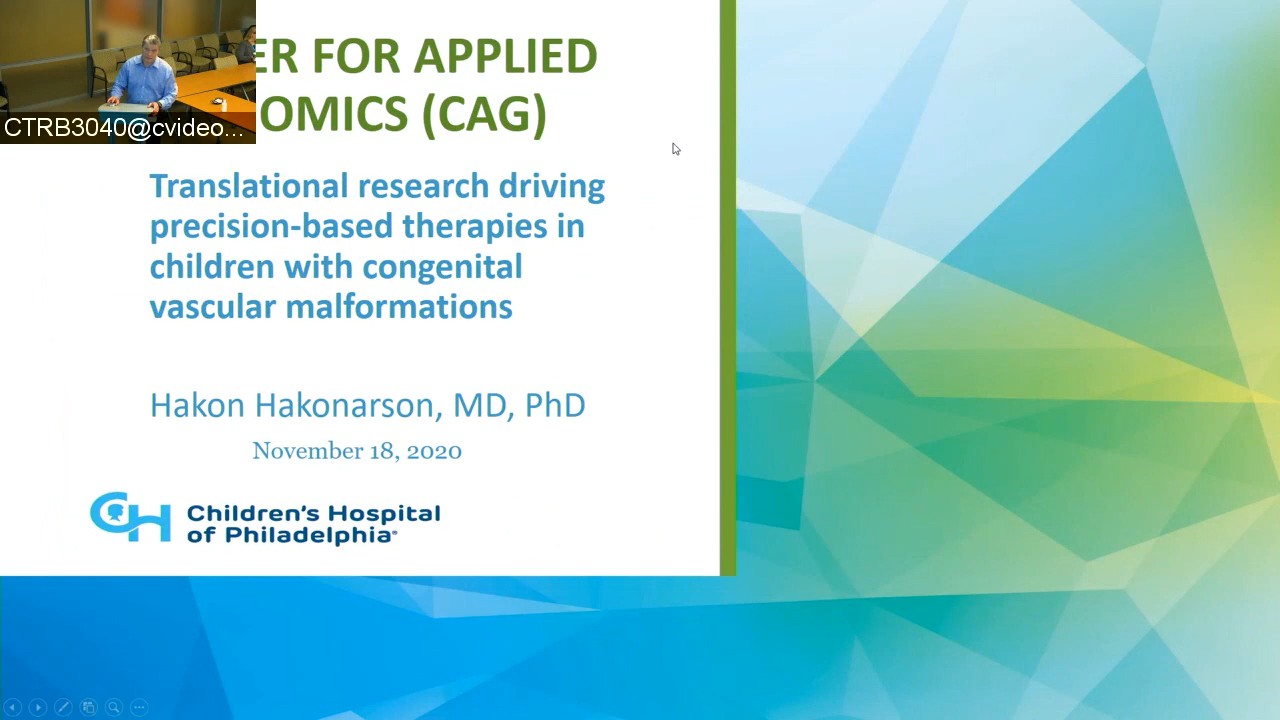 ER FOR APPLIED
OMICS (CAG)
CTRB3040@cvideo...
Translational research driving
precision-based therapies in
children with congenital
vascular malformations
Hakon Hakonarson, MD, PhD
November 18, 2020
CH Children's Hospital
of Philadelphia®